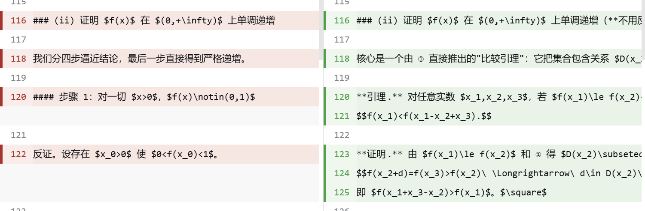 115
115
116 ### (ii) 证明 $f(x)$ 在 $(0,+\infty)$ 上单调递增
116 ### (ii) 证明 $f(x)$ 在 $(0,+\infty)$ 上单调递增（**不用
117
117
118 我们分四步逼近结论，最后一步直接得到严格递增。
118 核心是一个由 ① 直接推出的"比较引理"：它把集合包含关系 $D(x_
119
119
120 #### 步骤 1：对一切 $x>0$，$f(x)\notin(0,1)$
120 **引理.** 对任意实数 $x_1,x_2,x_3$，若 $f(x_1)\le f(x_2)
121 $$f(x_1)<f(x_1-x_2+x_3).$$
121
122
122 反证。设存在 $x_0>0$ 使 $0<f(x_0)<1$。
123 **证明.** 由 $f(x_1)\le f(x_2)$ 和 ① 得 $D(x_2)\subseteq
124 $$f(x_2+d)=f(x_3)>f(x_2)\ \Longrightarrow\ d\in D(x_2)\
125 即 $f(x_1+x_3-x_2)>f(x_1)$。$\square$